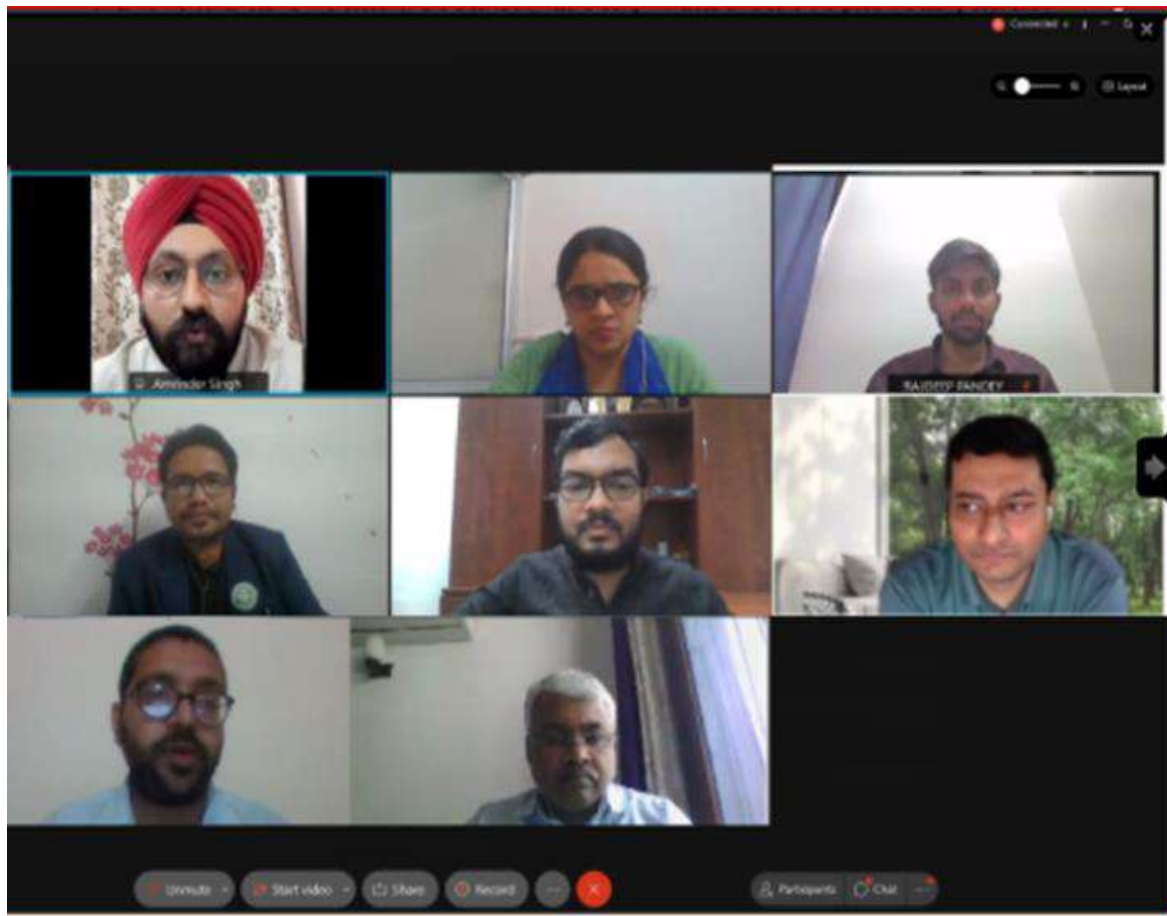 Connected
Layout
Amrinder Singh
RAJDEEP PANDEY
Unmute
Start video
Share
Record
Participants
Chat